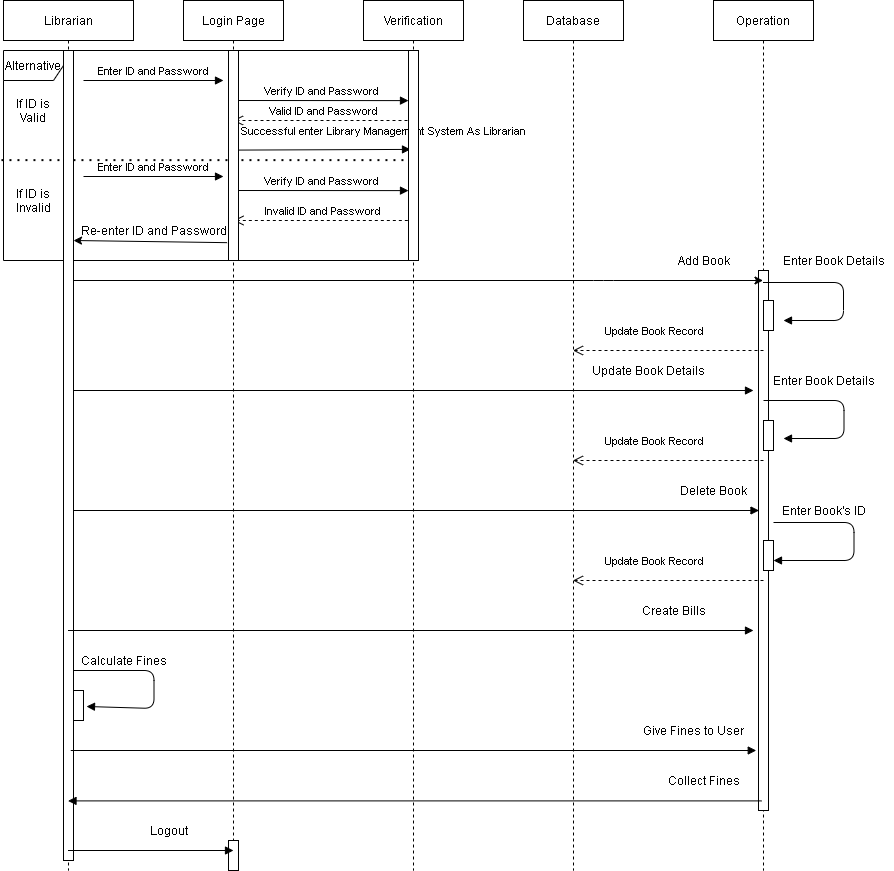 Librarian
Login Page
Verification
Database
Operation
Alternative
Enter ID and Password
If ID is
Valid
Verify ID and Password
Valid ID and Password
Successful enter Library Management System As Librarian
Enter ID and Password
Verify ID and Password
If ID is
Invalid
Invalid ID and Password
Re-enter ID and Password
Add Book
Enter Book Details
Update Book Record
Update Book Details
Enter Book Details
Update Book Record
Delete Book
Enter Book's ID
Update Book Record
Create Bills
Calculate Fines
Give Fines to User
Collect Fines
Logout